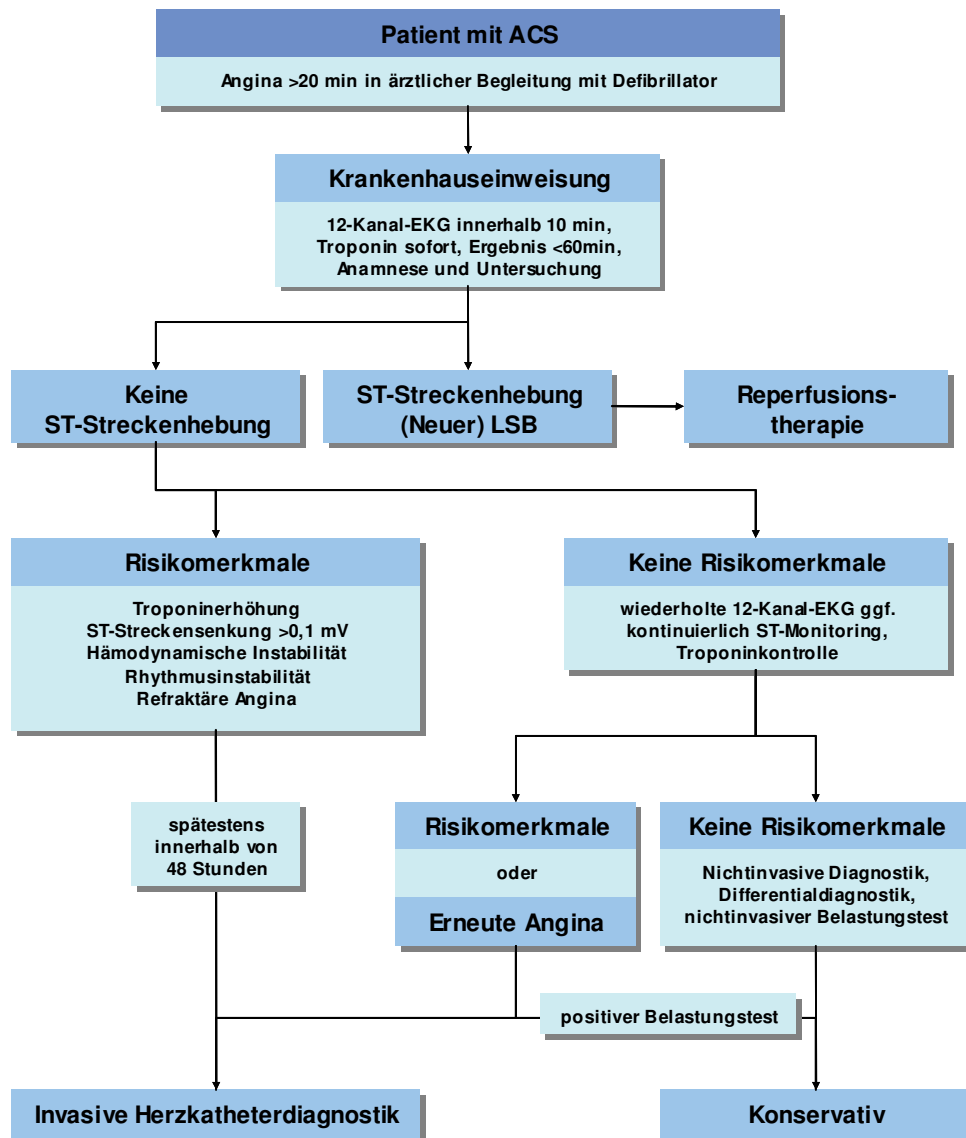 Patient mit ACS
Angina >20 min in ärztlicher Begleitung mit Defibrillator
Krankenhauseinweisung
12-Kanal-EKG innerhalb 10 min,
Troponin sofort, Ergebnis <60min,
Anamnese und Untersuchung
Keine
ST-Streckenhebung
ST-Streckenhebung
(Neuer) LSB
Reperfusions-
therapie
Risikomerkmale
Troponinerhöhung
ST-Streckensenkung >0,1 mV
Hämodynamische Instabilität
Rhythmusinstabilität
Refraktäre Angina
Keine Risikomerkmale
wiederholte 12-Kanal-EKG ggf.
kontinuierlich ST-Monitoring,
Troponinkontrolle
spätestens
innerhalb von
48 Stunden
Risikomerkmale
oder
Erneute Angina
Keine Risikomerkmale
Nichtinvasive Diagnostik,
Differentialdiagnostik,
nichtinvasiver Belastungstest
positiver Belastungstest
Invasive Herzkatheterdiagnostik
Konservativ